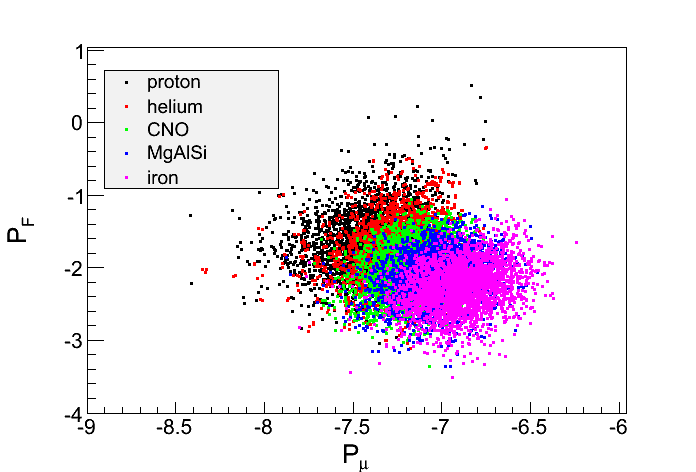 1
0
-1
-2
-3
-4
P_F
proton
helium
CNO
MgAlSi
iron
-9 -8.5 -8 -7.5 -7 -6.5 -6
P_μ